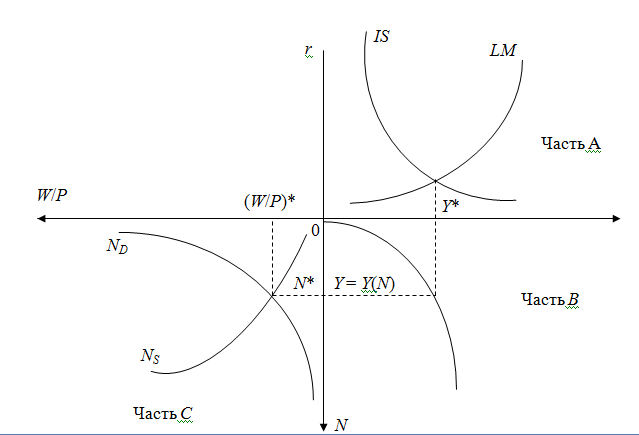 IS
r
LM
Часть А
W/P
(W/P)*
Y*
0
N_D
N*
Y = Y(N)
Часть B
N_S
Часть C
N